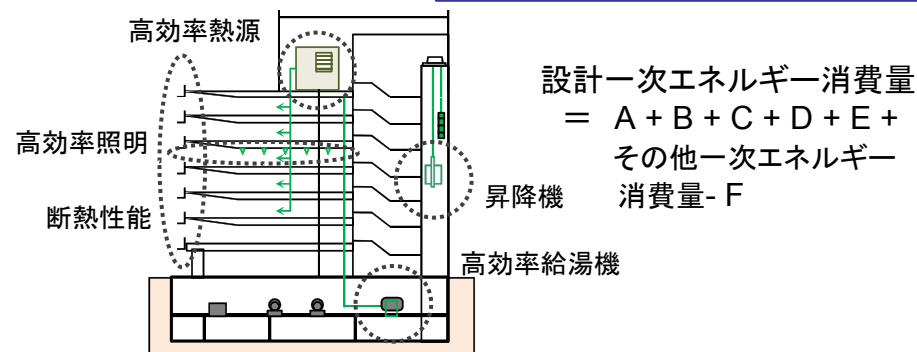 高効率熱源
高効率照明
断熱性能
昇降機
高効率給湯機
設計一次エネルギー消費量
＝ A + B + C + D + E +
その他一次エネルギー
消費量- F